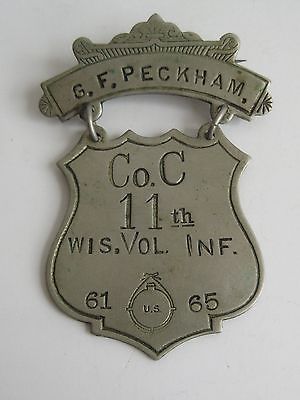 G. F. PECKHAM,
Co. C
11th
WIS. VOL. INF.
61 U.S. 65